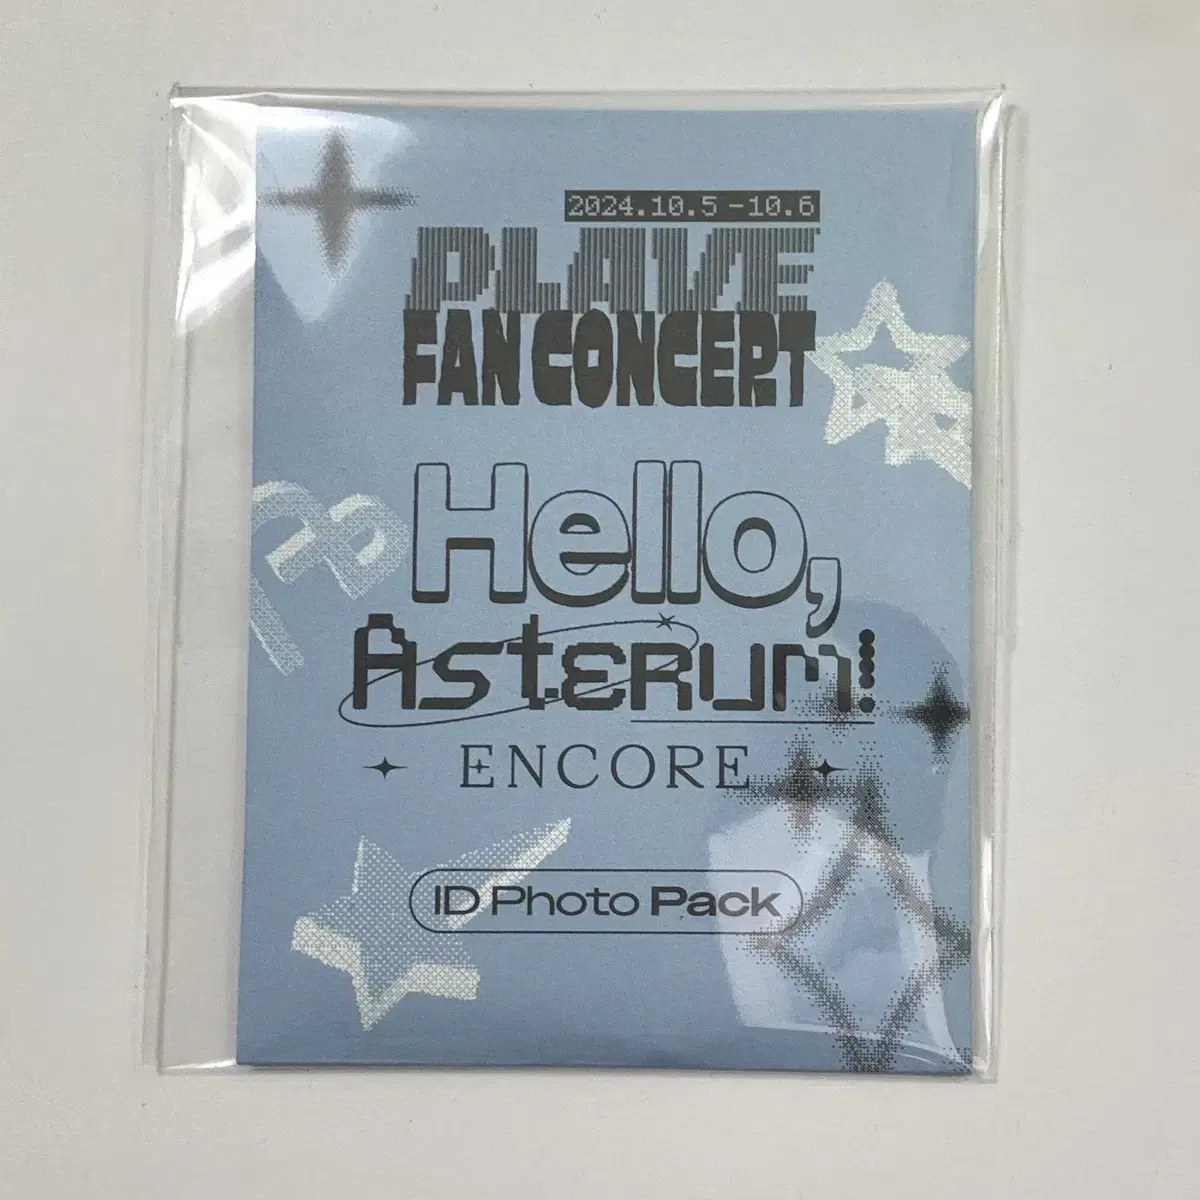 2024.10.5 -10.6
PLAVE
FAN CONCERT
Hello,
Asterum!
ENCORE
ID Photo Pack